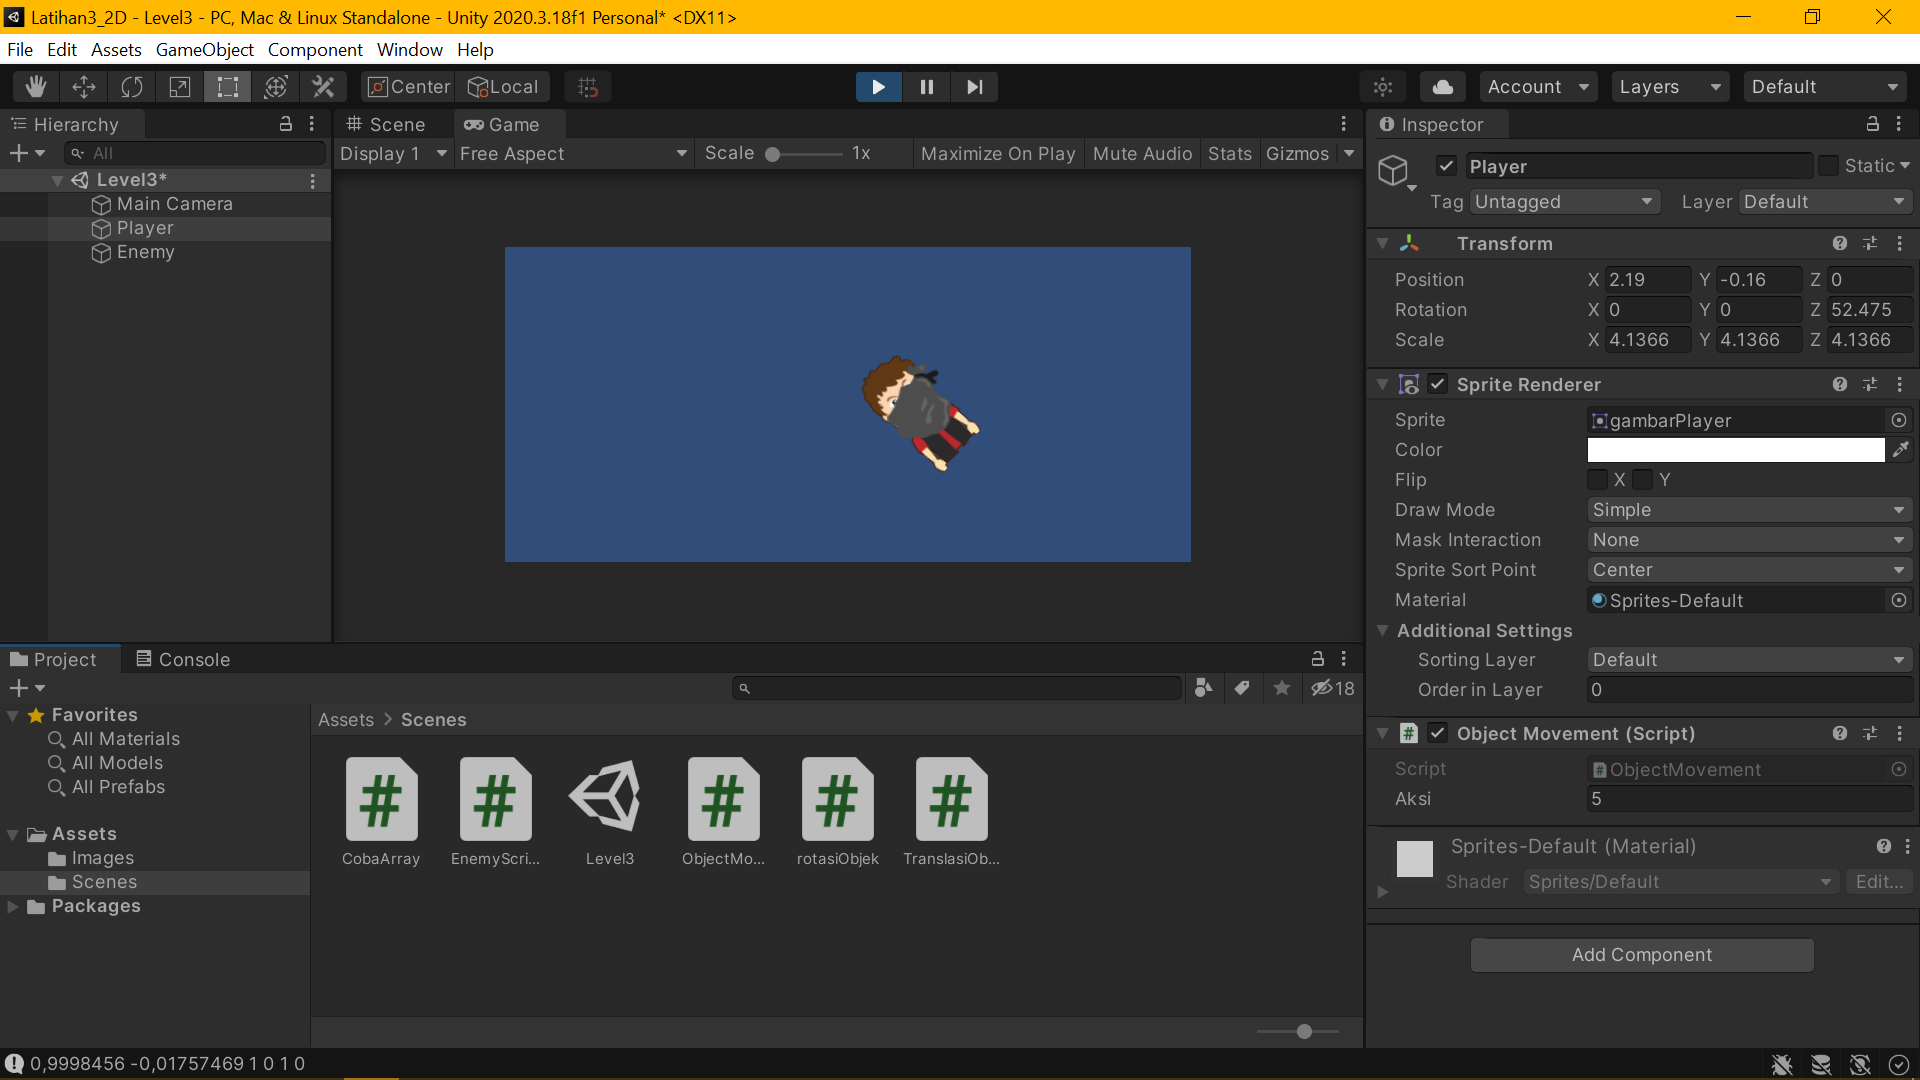 Latihan3_2D - Level3 - PC, Mac & Linux Standalone - Unity 2020.3.18f1 Personal* <DX11>
File Edit Assets GameObject Component Window Help
Center Local Account Layers Default
Hierarchy
All
Level3*
Main Camera
Player
Enemy
Scene Game
Display 1 Free Aspect Scale 1x Maximize On Play Mute Audio Stats Gizmos
Inspector
Player Static
Tag Untagged Layer Default
Transform
Position X 2.19 Y -0.16 Z 0
Rotation X 0 Y 0 Z 52.475
Scale X 4.1366 Y 4.1366 Z 4.1366
Sprite Renderer
Sprite gambarPlayer
Color
Flip X Y
Draw Mode Simple
Mask Interaction None
Sprite Sort Point Center
Material Sprites-Default
Additional Settings
Sorting Layer Default
Order in Layer 0
# Object Movement (Script)
Script # ObjectMovement
Aksi 5
Sprites-Default (Material)
Shader Sprites/Default Edit...
Add Component
Project Console
18
Favorites
All Materials
All Models
All Prefabs
Assets
Images
Scenes
Packages
Assets > Scenes
# # # # #
CobaArray EnemyScri... Level3 ObjectMo... rotasiObjek TranslasiOb...
0,9998456 -0,01757469 1 0 1 0